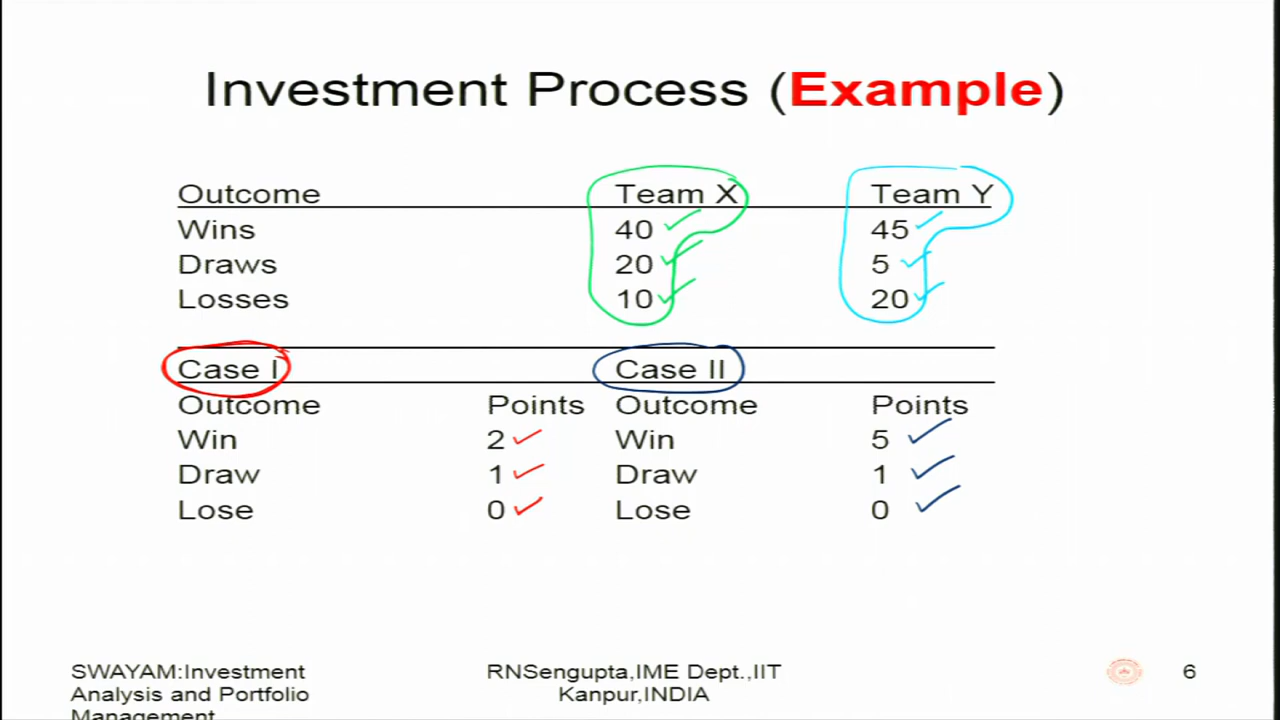 Investment Process (Example)
Outcome Team X Team Y
Wins 40 45
Draws 20 5
Losses 10 20
Case I Case II
Outcome Points Outcome Points
Win 2 Win 5
Draw 1 Draw 1
Lose 0 Lose 0
SWAYAM:Investment
Analysis and Portfolio
Management
RNSengupta,IME Dept.,IIT
Kanpur,INDIA
6